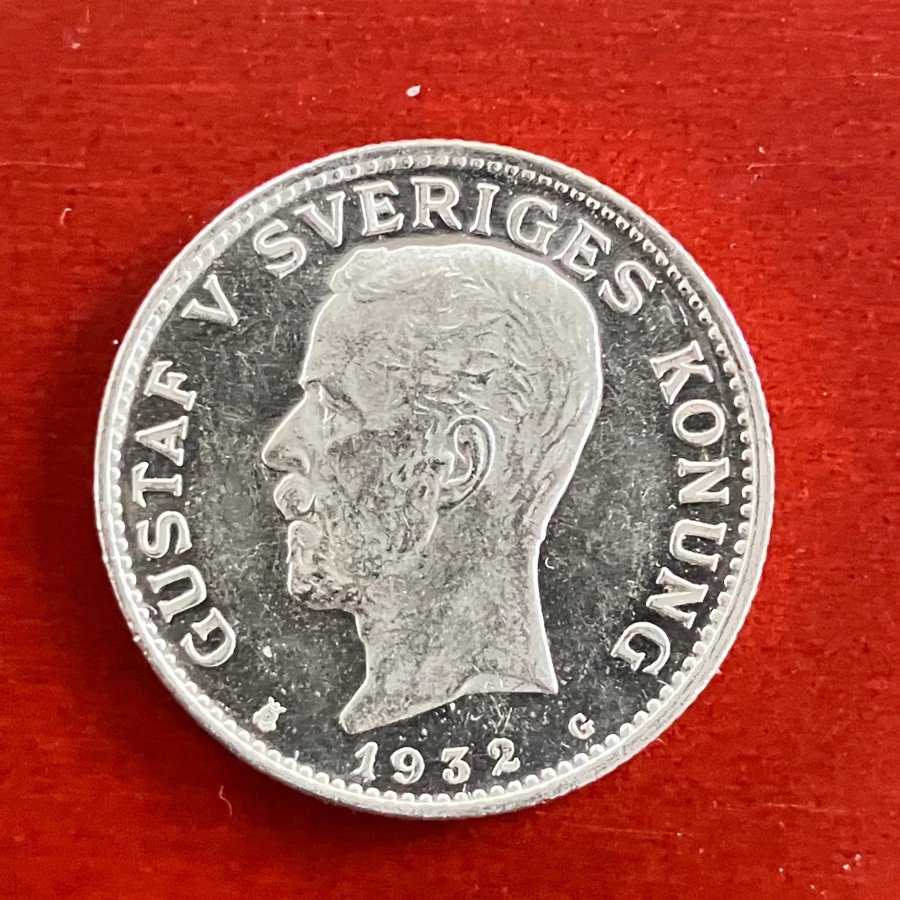 GUSTAF V SVERIGES KONUNG
G
1932